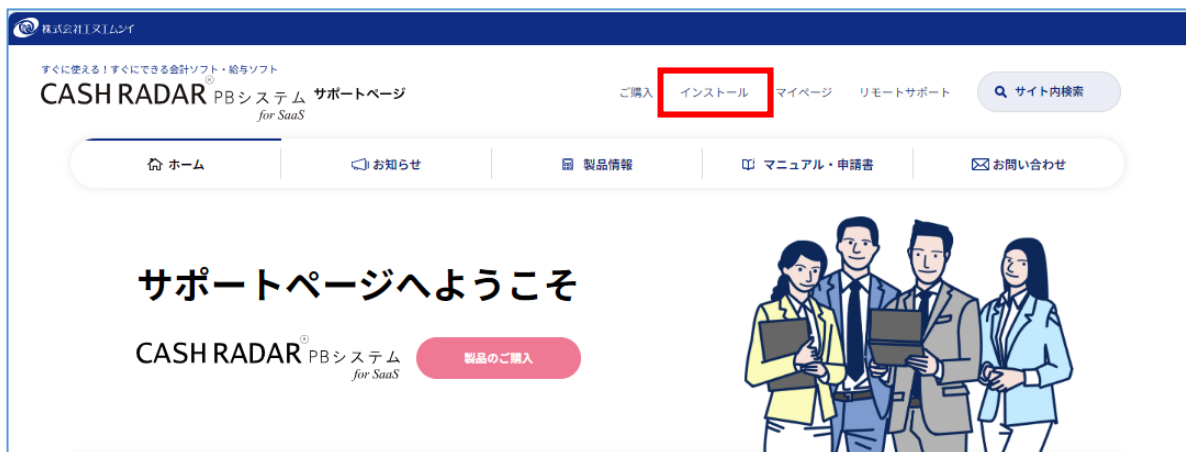 株式会社エヌエムシイ
すぐに使える!すぐにできる会計ソフト・給与ソフト
CASH RADAR® PBシステム サポートページ
for SaaS
ご購入 インストール マイページ リモートサポート サイト内検索
ホーム お知らせ 製品情報 マニュアル・申請書 お問い合わせ
サポートページへようこそ
CASH RADAR® PBシステム 製品のご購入
for SaaS